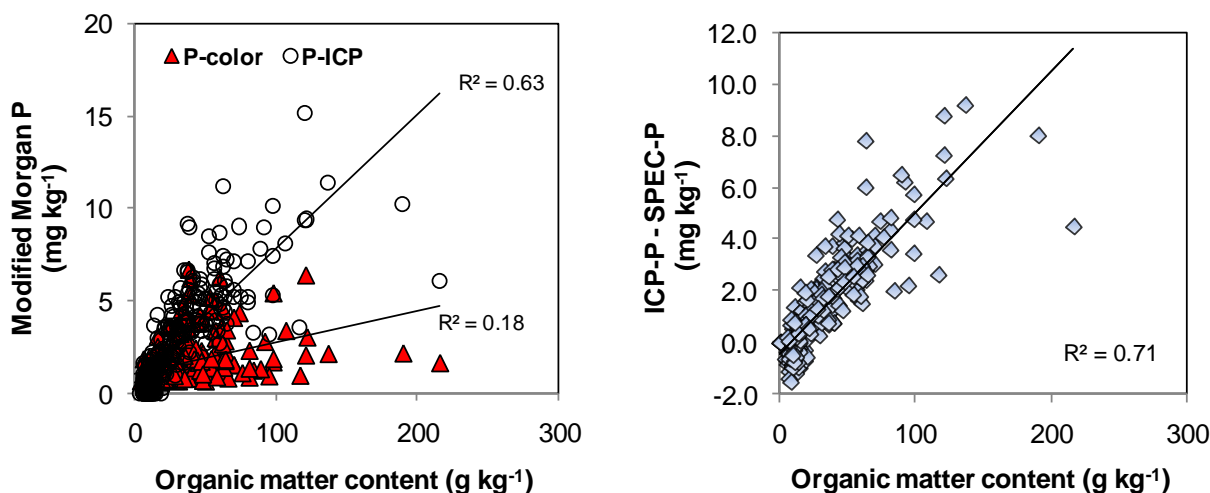 20
15
10
5
0
Modified Morgan P
(mg kg⁻¹)
P-color
P-ICP
R² = 0.63
R² = 0.18
0
100
200
300
Organic matter content (g kg⁻¹)
12.0
10.0
8.0
6.0
4.0
2.0
0.0
-2.0
ICP-P - SPEC-P
(mg kg⁻¹)
R² = 0.71
0
100
200
300
Organic matter content (g kg⁻¹)